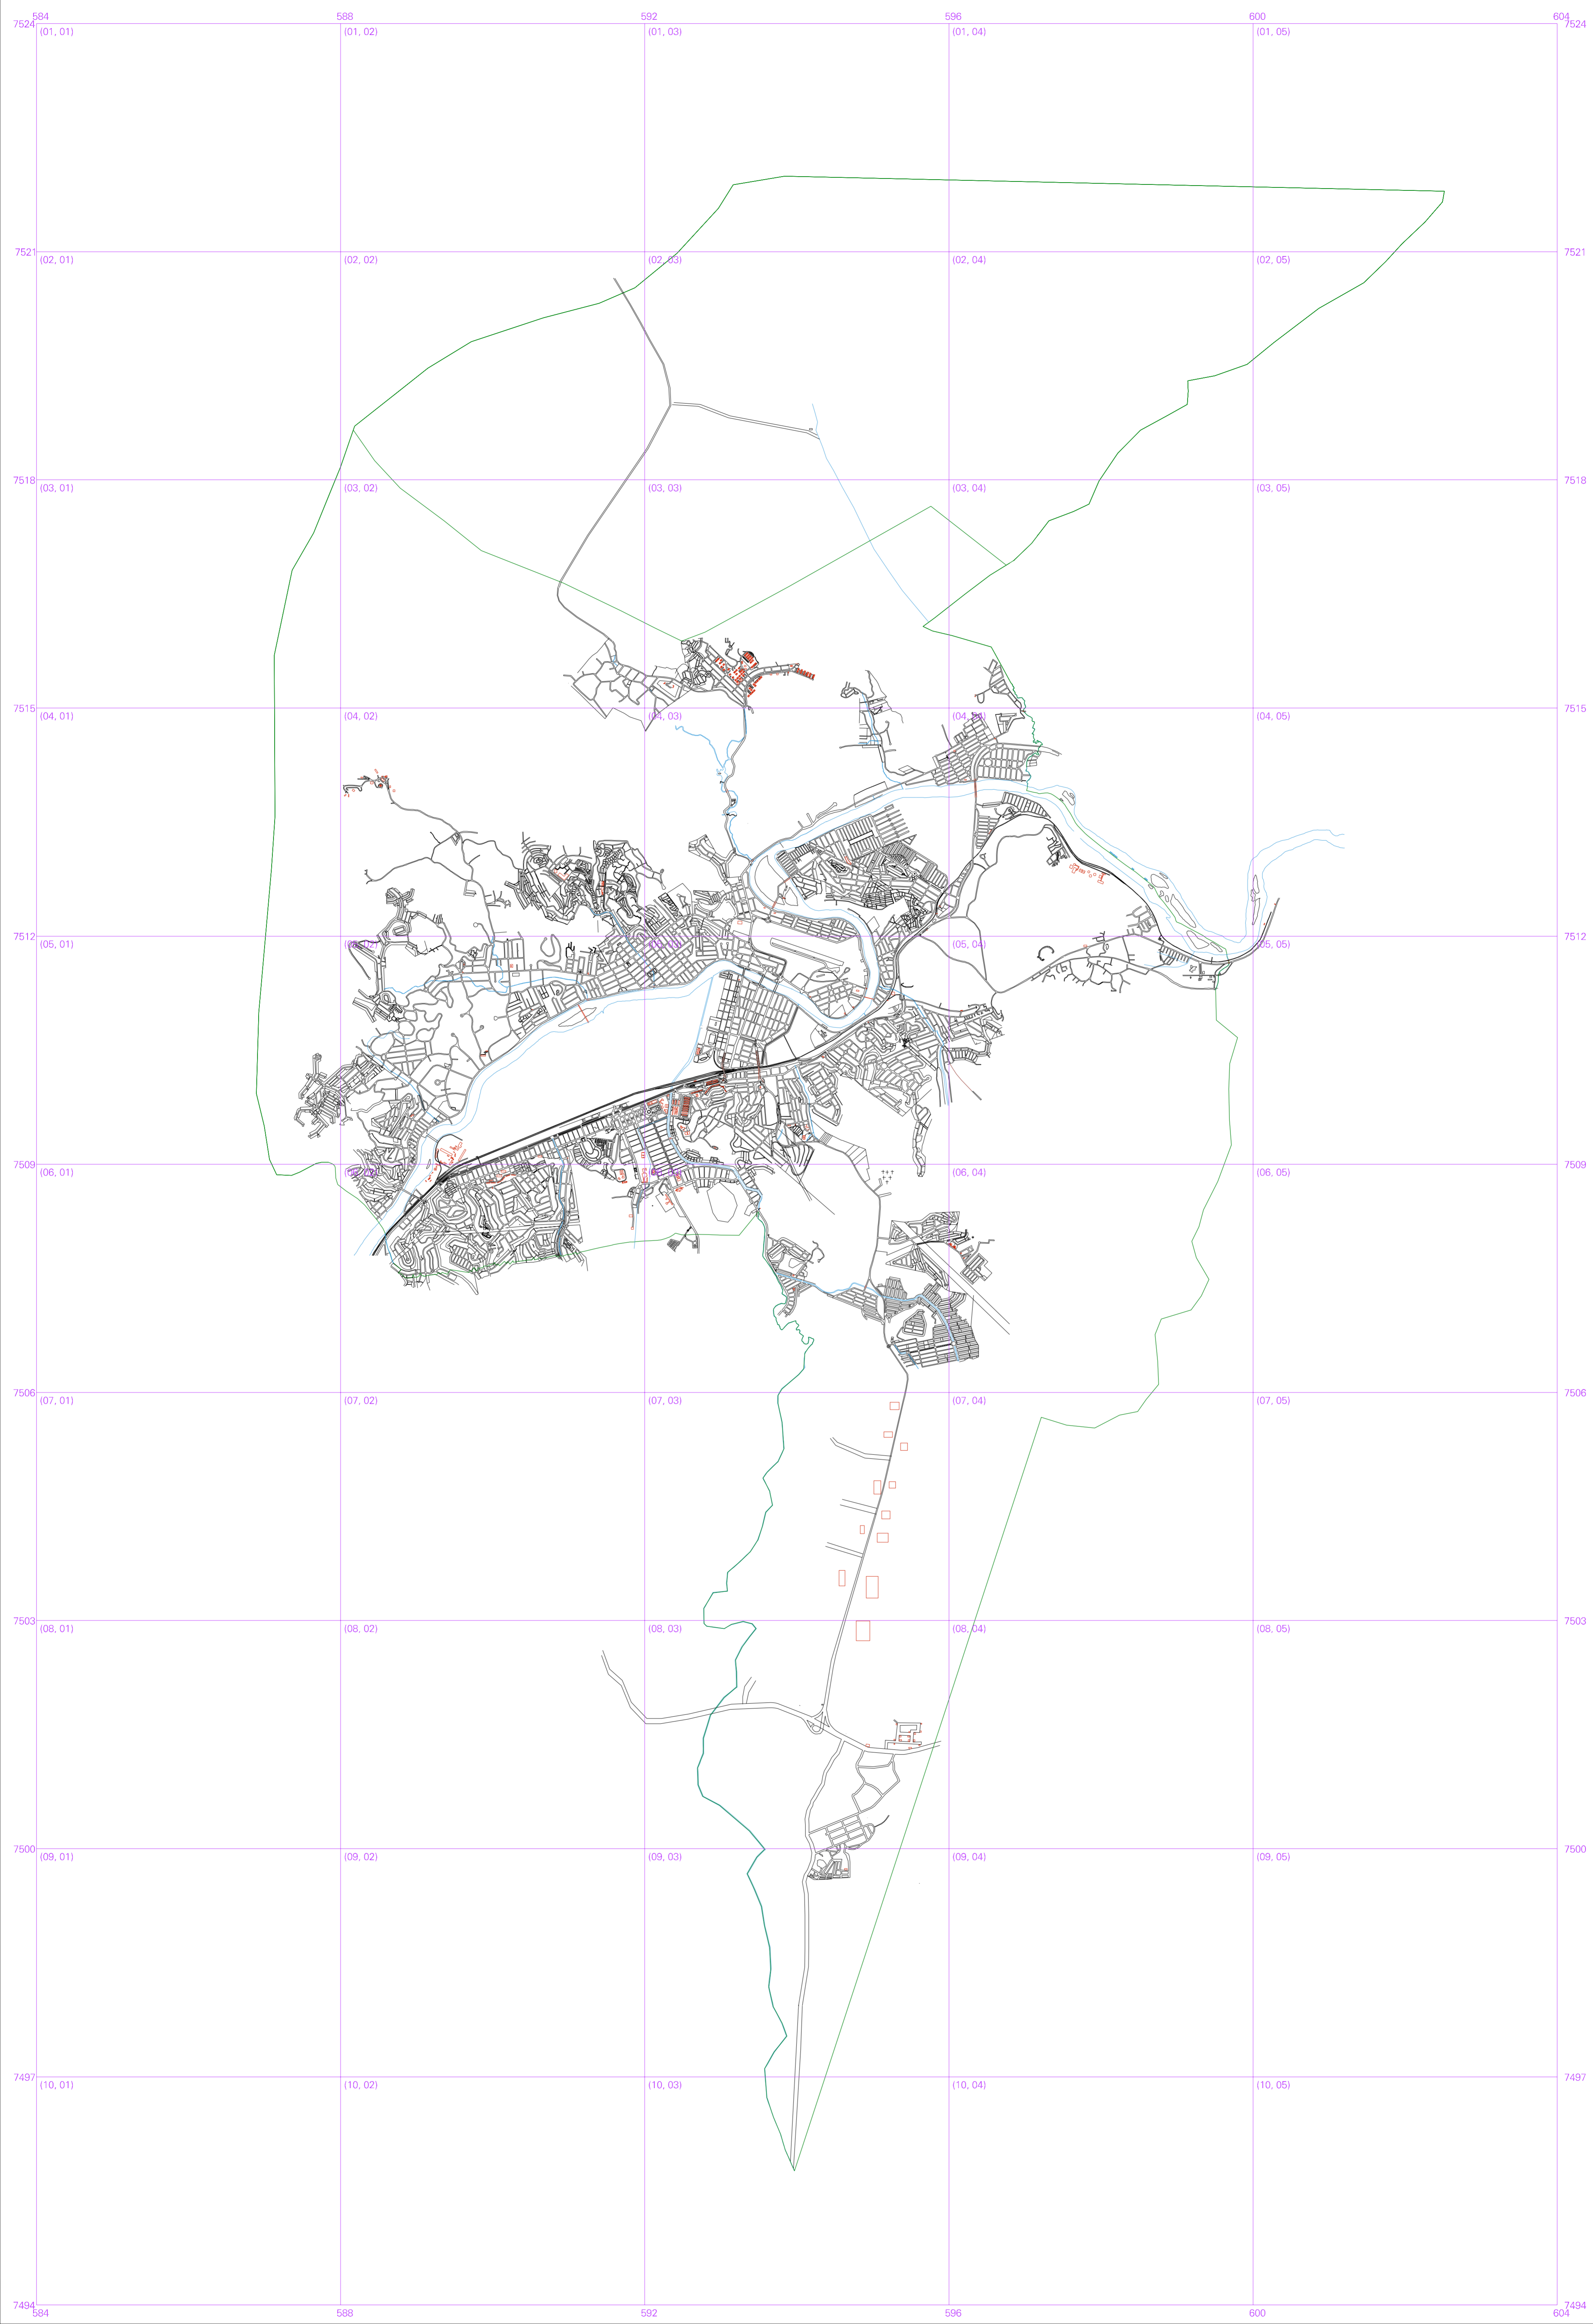 584 588 592 596 600 604
7524 7524
(01, 01) (01, 02) (01, 03) (01, 04) (01, 05)
7521 7521
(02, 01) (02, 02) (02, 03) (02, 04) (02, 05)
7518 7518
(03, 01) (03, 02) (03, 03) (03, 04) (03, 05)
7515 7515
(04, 01) (04, 02) (04, 03) (04, 04) (04, 05)
7512 7512
(05, 01) (05, 02) (05, 04) (05, 05)
7509 7509
(06, 01) (06, 04) (06, 05)
7506 7506
(07, 01) (07, 02) (07, 03) (07, 04) (07, 05)
7503 7503
(08, 01) (08, 02) (08, 03) (08, 04) (08, 05)
7500 7500
(09, 01) (09, 02) (09, 03) (09, 04) (09, 05)
7497 7497
(10, 01) (10, 02) (10, 03) (10, 04) (10, 05)
7494 7494
584 588 592 596 600 604